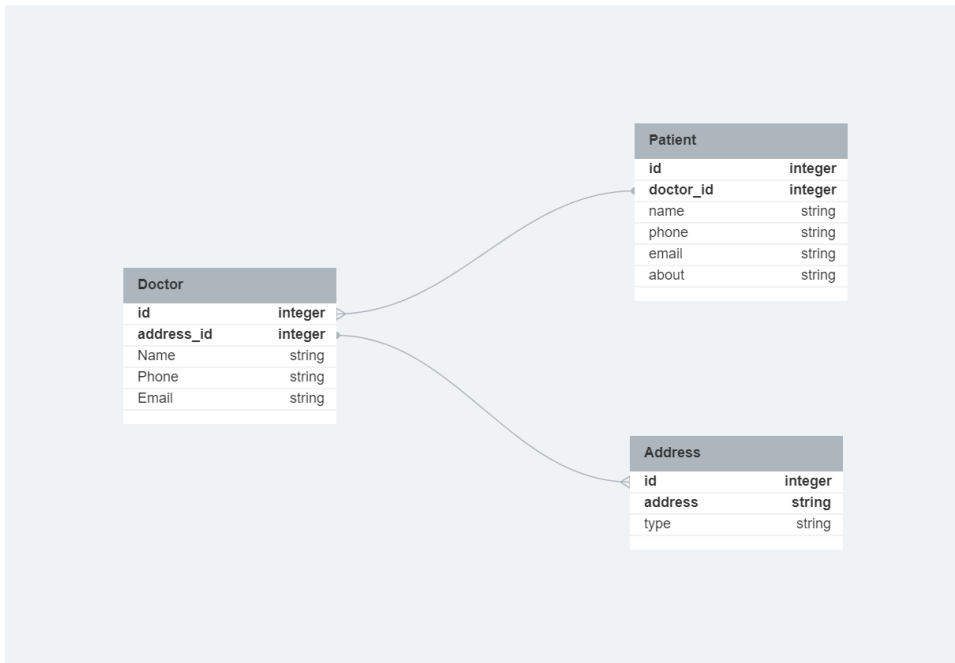 Patient
id integer
doctor_id integer
name string
phone string
email string
about string
Doctor
id integer
address_id integer
Name string
Phone string
Email string
Address
id integer
address string
type string